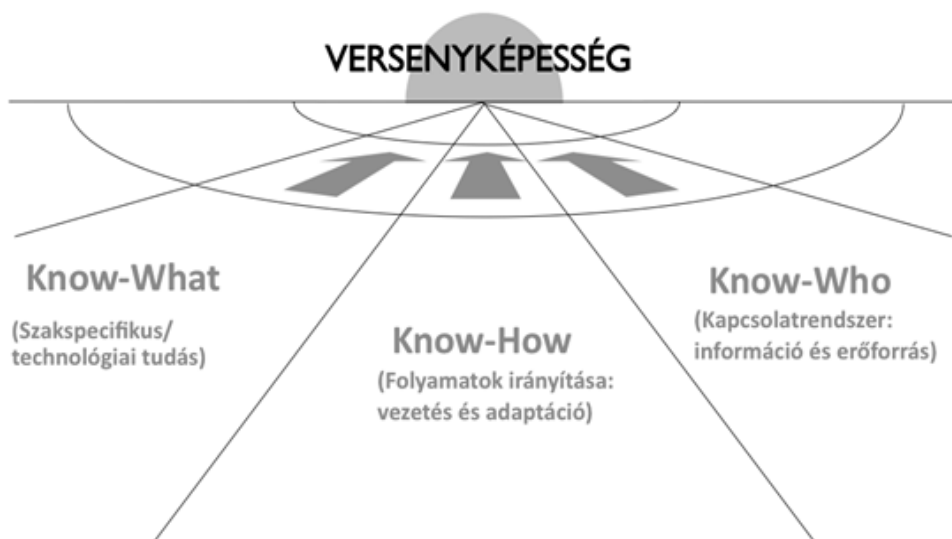 VERSENYKÉPESSÉG
Know-What
(Szakspecifikus/
technológiai tudás)
Know-How
(Folyamatok irányítása:
vezetés és adaptáció)
Know-Who
(Kapcsolatrendszer:
információ és erőforrás)